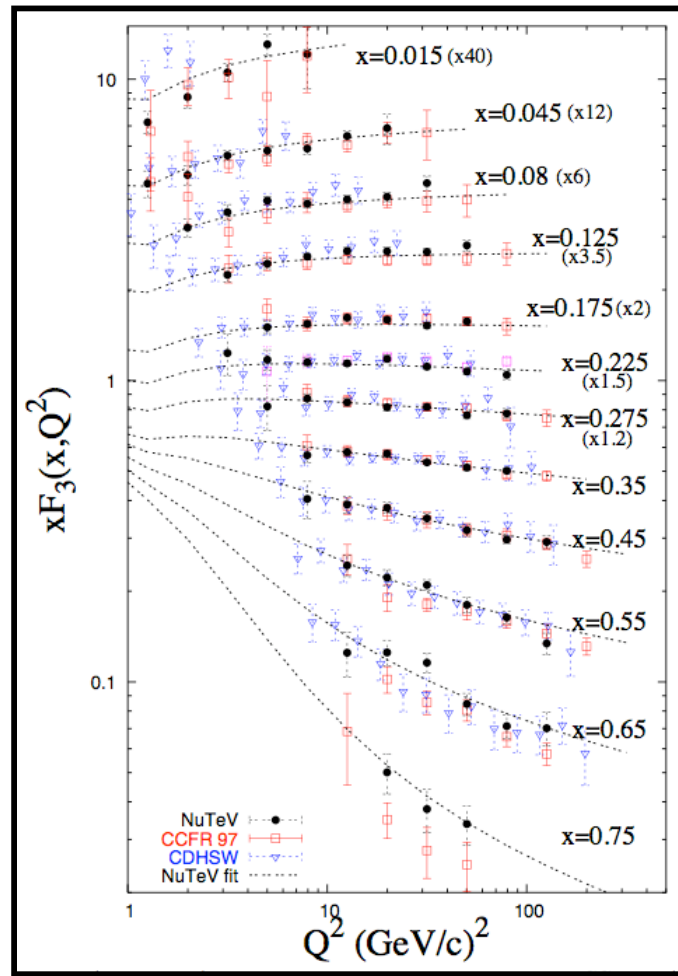 x=0.015 (x40)
10
x=0.045 (x12)
x=0.08 (x6)
x=0.125
(x3.5)
x=0.175 (x2)
1
x=0.225
(x1.5)
x=0.275
(x1.2)
xF₃(x,Q²)
x=0.35
x=0.45
x=0.55
0.1
x=0.65
NuTeV
CCFR 97
CDHSW
NuTeV fit
x=0.75
1
10
100
Q² (GeV/c)²